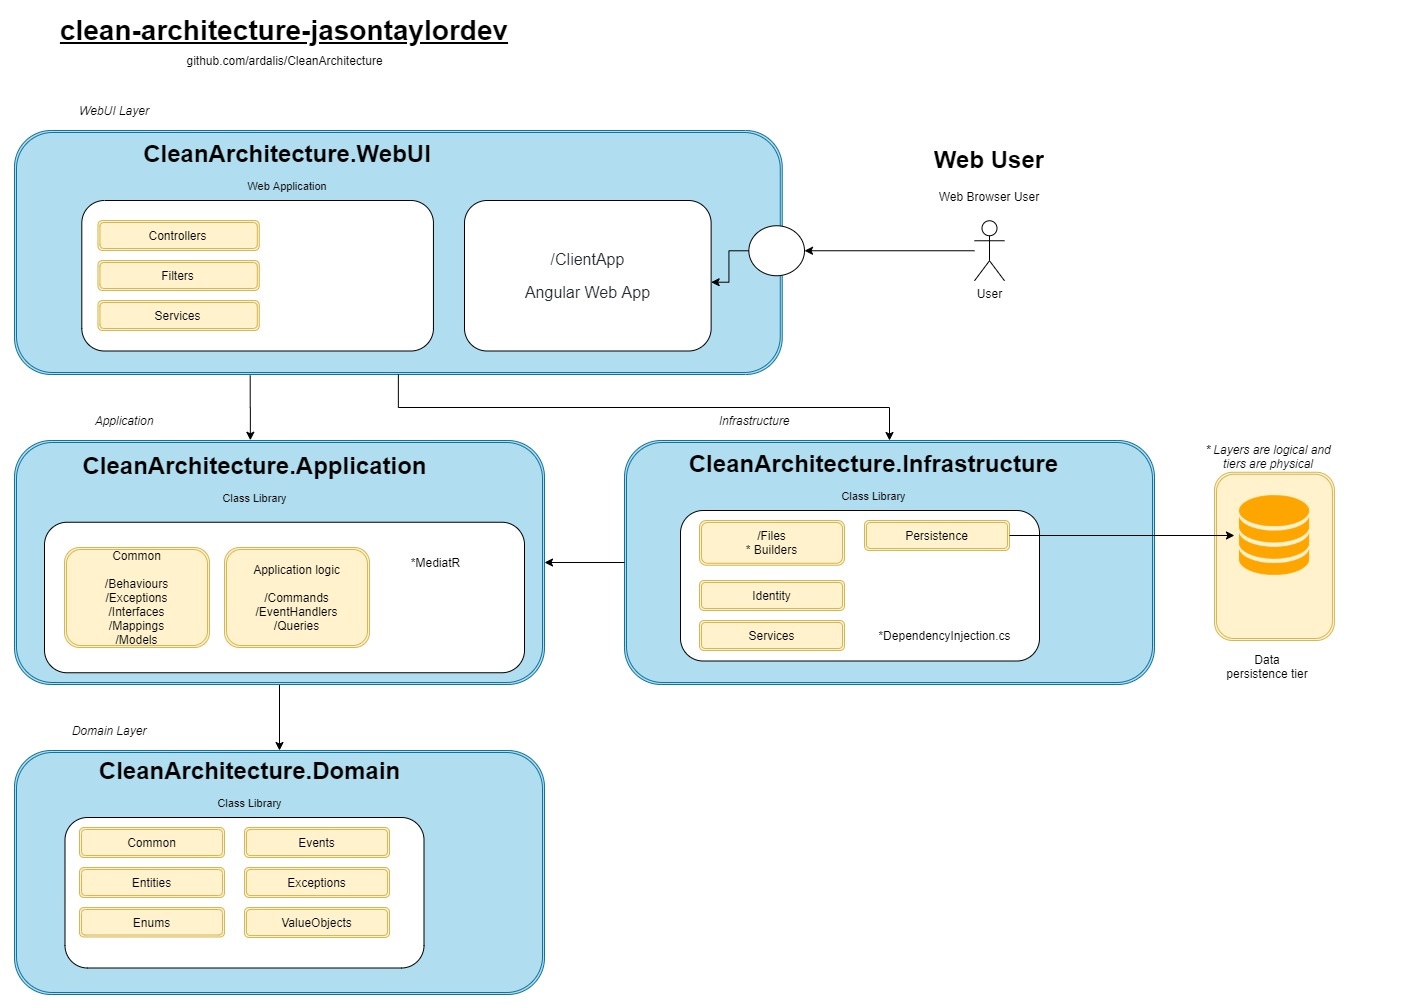 clean-architecture-jasontaylordev
github.com/ardalis/CleanArchitecture
WebUI Layer
CleanArchitecture.WebUI
Web Application
Controllers
Filters
Services
/ClientApp
Angular Web App
Web User
Web Browser User
User
Application
CleanArchitecture.Application
Class Library
Common
/Behaviours
/Exceptions
/Interfaces
/Mappings
/Models
Application logic
/Commands
/EventHandlers
/Queries
*MediatR
Infrastructure
CleanArchitecture.Infrastructure
Class Library
/Files
* Builders
Persistence
Identity
Services
*DependencyInjection.cs
* Layers are logical and
tiers are physical
Data
persistence tier
Domain Layer
CleanArchitecture.Domain
Class Library
Common
Events
Entities
Exceptions
Enums
ValueObjects